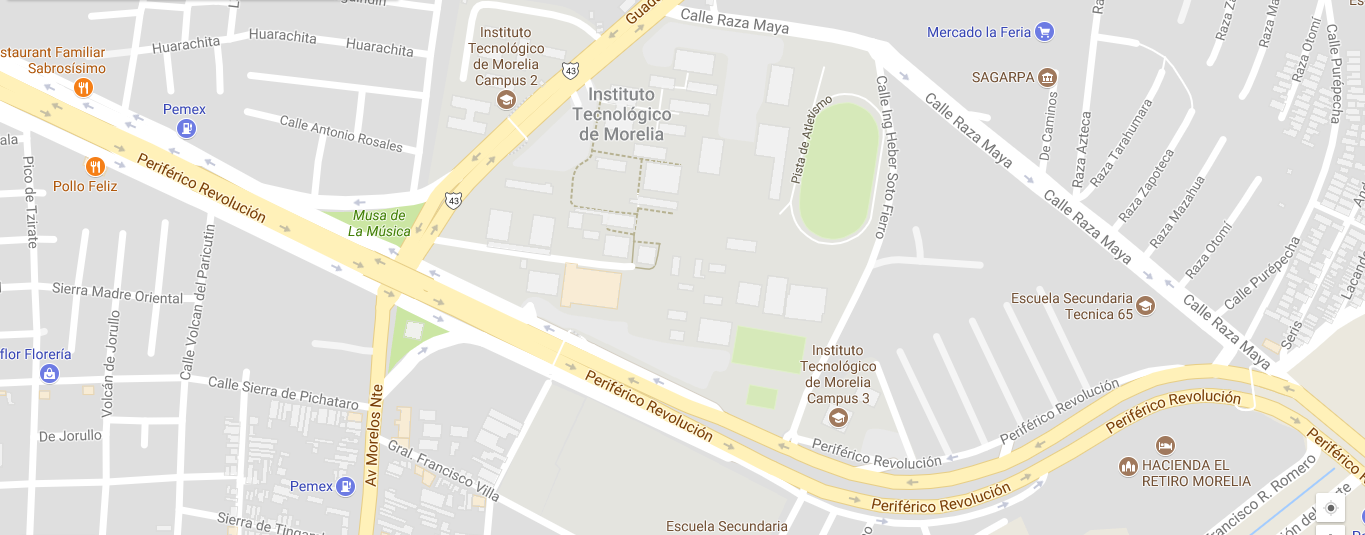 Huarachita
Huarachita
Huarachita
staurant Familiar
Sabrosísimo
Pemex
Calle Antonio Rosales
Pollo Feliz
Pico de Tzirate
Periférico Revolución
Instituto
Tecnológico
de Morelia
Campus 2
43
Instituto
Tecnológico
de Morelia
Calle Raza Maya
Mercado la Feria
SAGARPA
Calle Raza Maya
De Caminos
Raza Azteca
Raza Tarahumara
Raza Zapoteca
Raza Mazahua
Raza Otomí
Raza Otomí
Calle Purépecha
Calle Purépecha
Pista de Atletismo
Calle Ing Heber Soto Fierro
43
Musa de
La Música
Calle Raza Maya
Calle Raza Maya
Seris
Sierra Madre Oriental
Calle Volcan del Paricutin
Volcán de Jorullo
flor Florería
Calle Sierra de Pichataro
De Jorullo
Av Morelos Nte
Gral. Francisco Villa
Pemex
Periférico Revolución
Escuela Secundaria
Tecnica 65
Instituto
Tecnológico
de Morelia
Campus 3
Periférico Revolución
Periférico Revolución
Periférico Revolución
Periférico Revolución
HACIENDA EL
RETIRO MORELIA
Escuela Secundaria